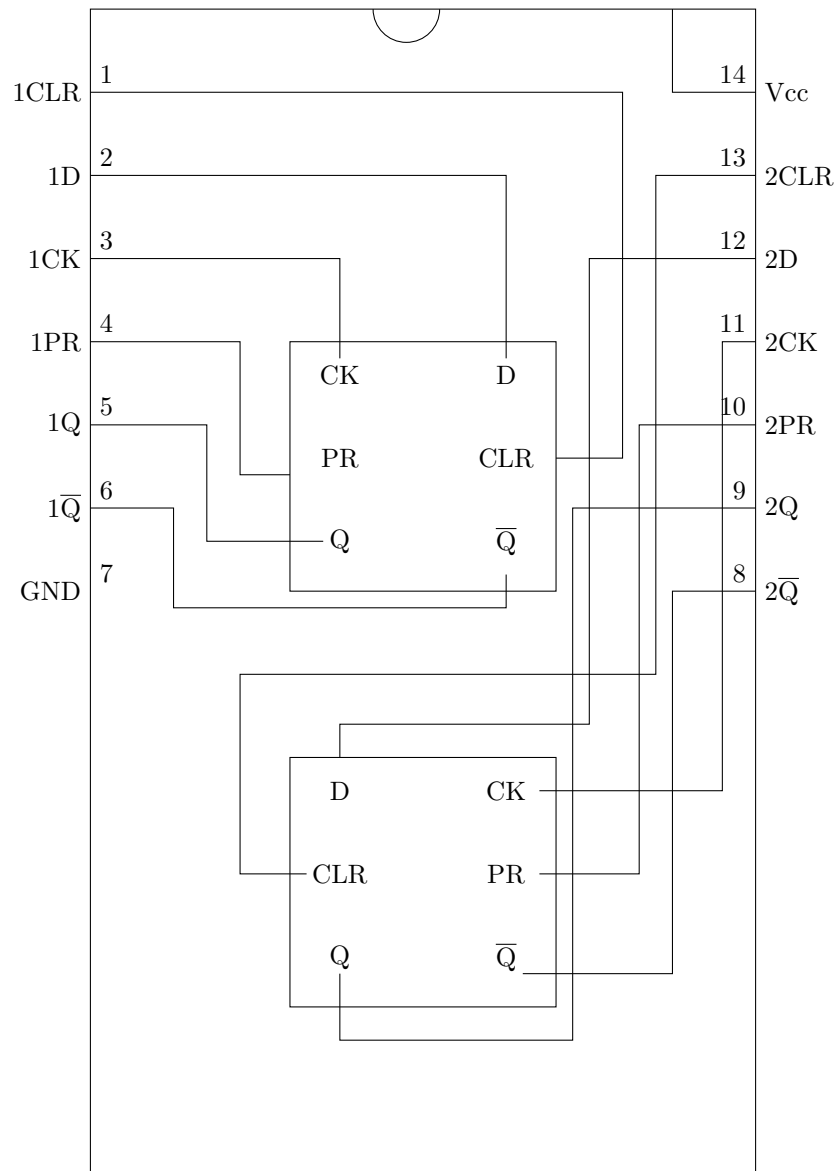 1CLR 1 14 Vcc
1D 2 13 2CLR
1CK 3 12 2D
1PR 4 11 2CK
CK D
1Q 5 10 2PR
PR CLR
1Q̅ 6 9 2Q
Q Q̅
GND 7 8 2Q̅
D CK
CLR PR
Q Q̅